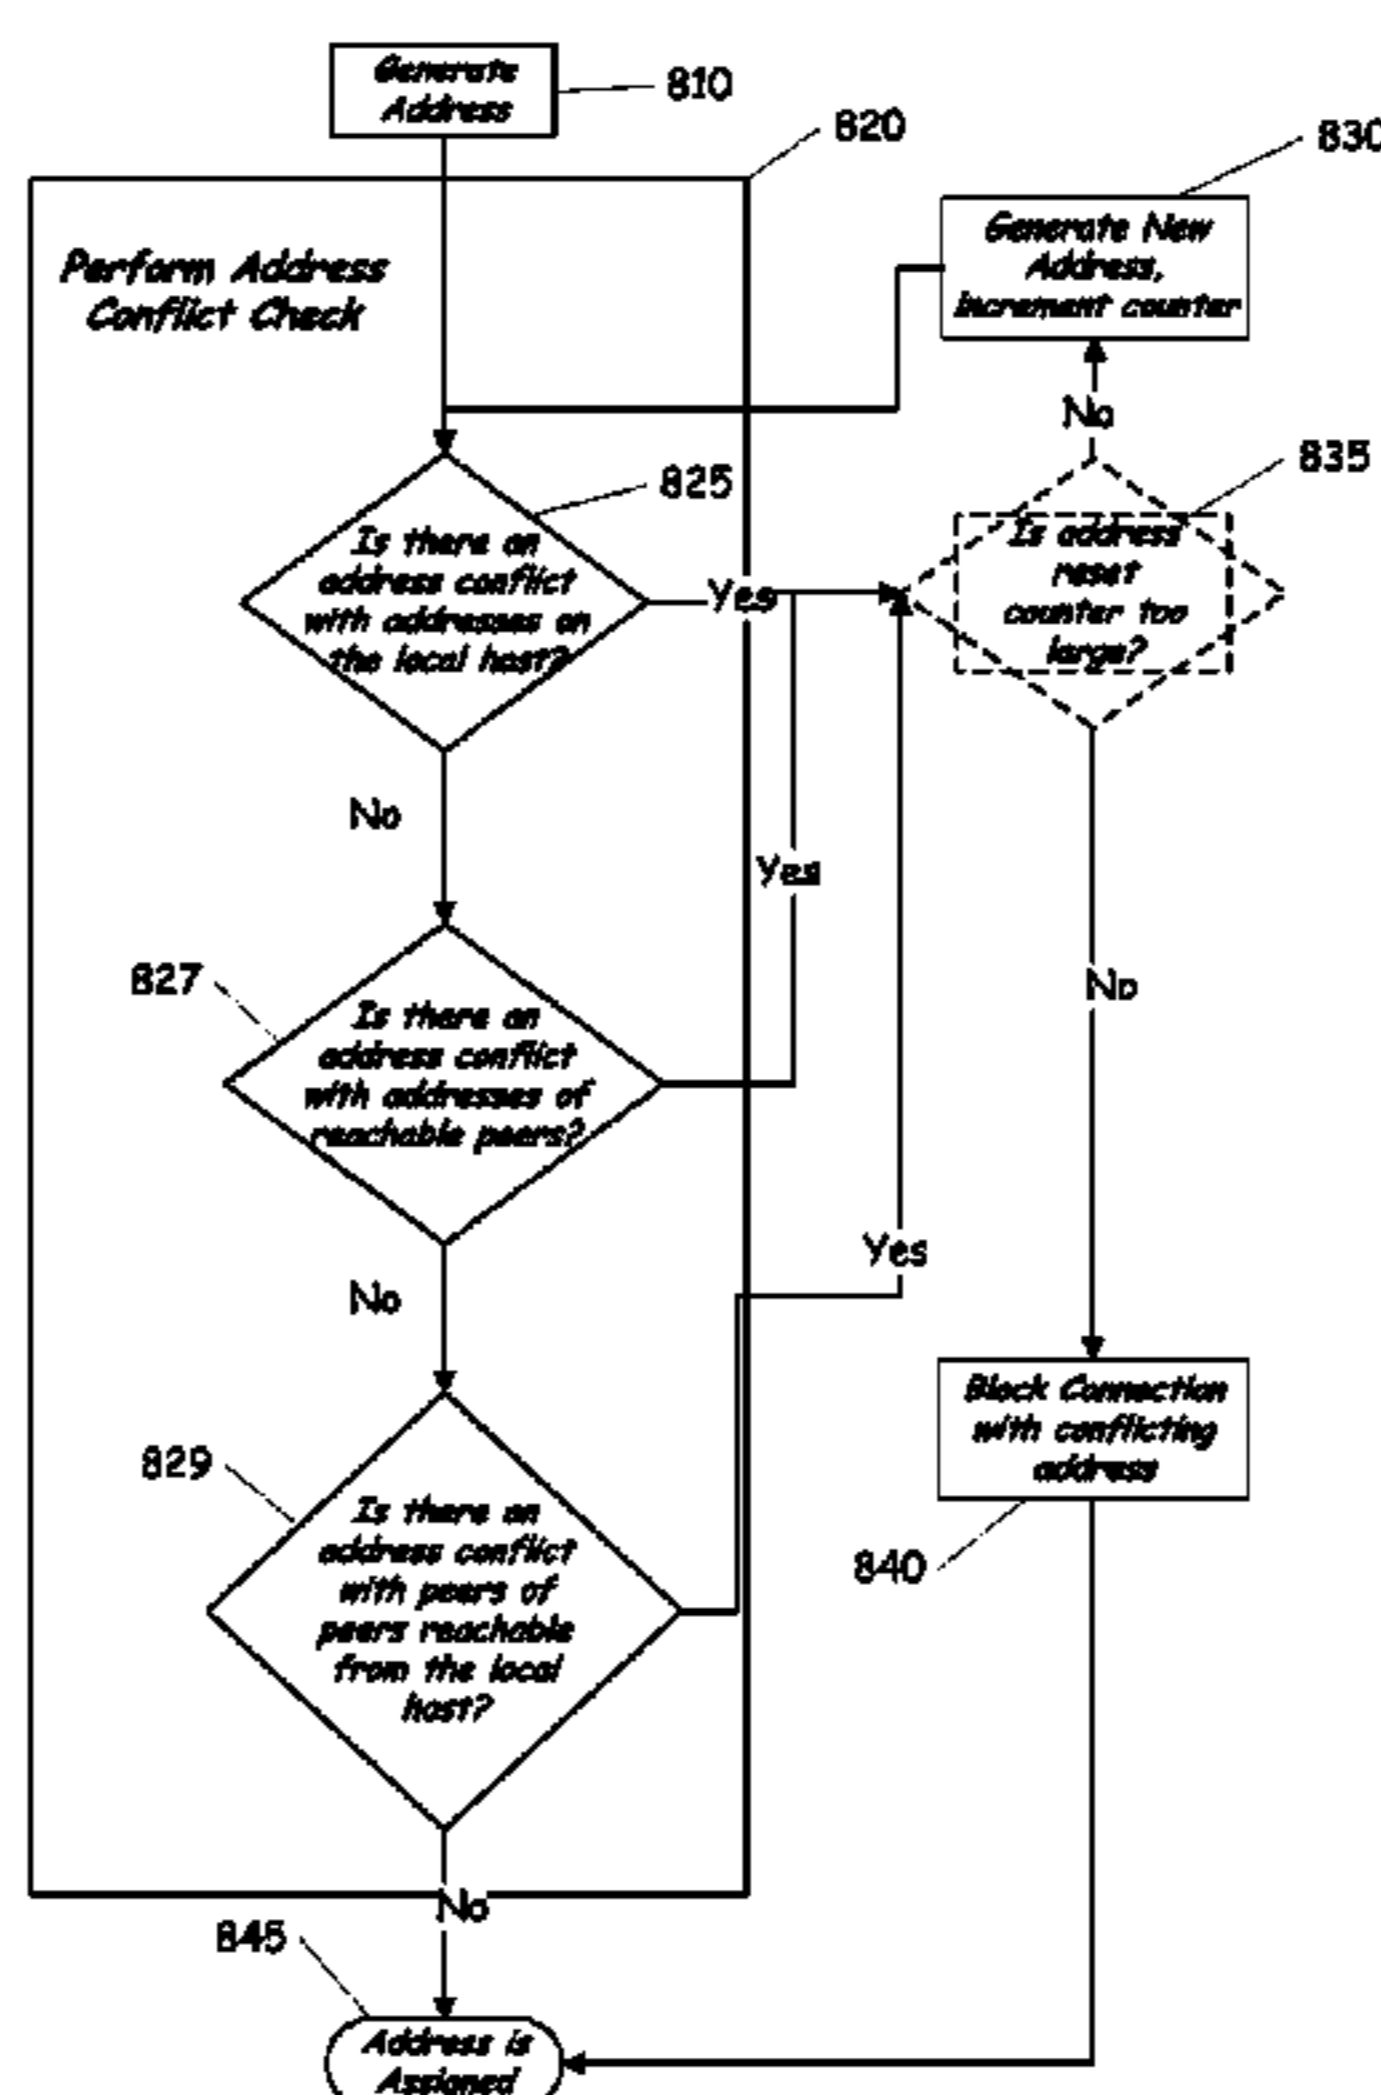 Generate
Address
810
820
830
Perform Address
Conflict Check
Generate New
Address,
increment counter
No
835
825
Is there an
address conflict
with addresses on
the local host?
Yes
Is address
reset
counter too
large?
No
Yes
827
Is there an
address conflict
with addresses of
reachable peers?
No
Yes
No
829
Is there an
address conflict
with peers of
peers reachable
from the local
host?
Block Connection
with conflicting
address
840
No
845
Address is
Assigned